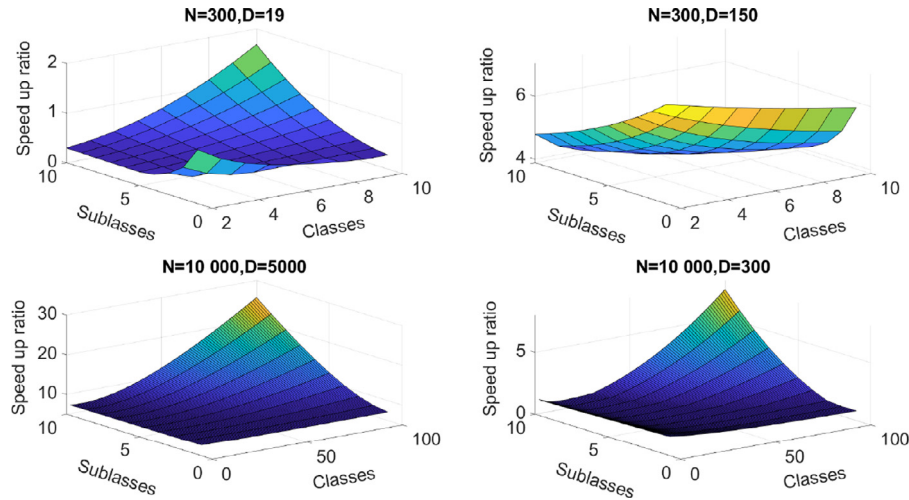 N=300,D=19
Speed up ratio
2
1
0
10
5
0
Sublasses
2
4
6
8
10
Classes
N=300,D=150
Speed up ratio
6
4
10
5
0
Sublasses
2
4
6
8
10
Classes
N=10 000,D=5000
Speed up ratio
30
20
10
10
5
0
Sublasses
0
50
100
Classes
N=10 000,D=300
Speed up ratio
5
0
10
5
0
Sublasses
0
50
100
Classes